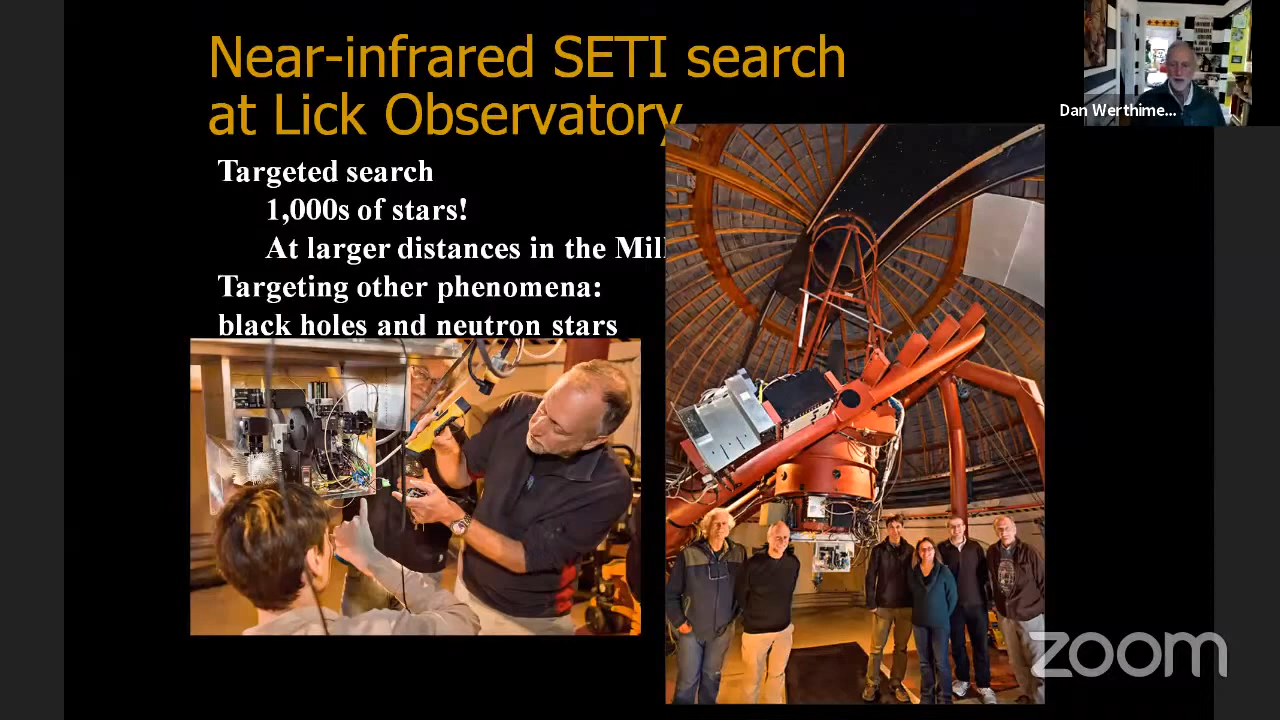 Near-infrared SETI search
at Lick Observatory
Targeted search
1,000s of stars!
At larger distances in the Mil
Targeting other phenomena:
black holes and neutron stars
Dan Werthime...
zoom